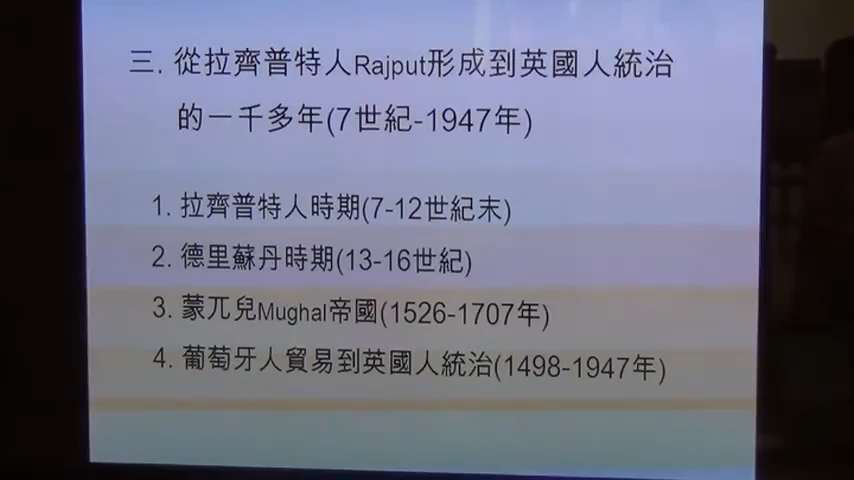 三. 從拉齊普特人Rajput形成到英國人統治
的一千多年(7世紀-1947年)
1. 拉齊普特人時期(7-12世紀末)
2. 德里蘇丹時期(13-16世紀)
3. 蒙兀兒Mughal帝國(1526-1707年)
4. 葡萄牙人貿易到英國人統治(1498-1947年)